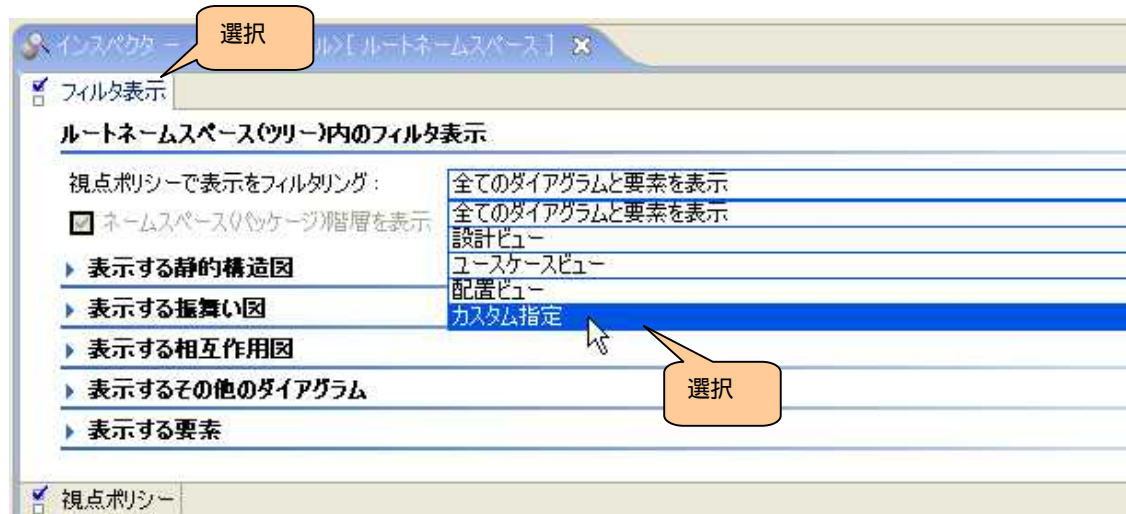 選択
インスペクタ － ル>[ ルートネームスペース ]
フィルタ表示
ルートネームスペース(ツリー)内のフィルタ表示
視点ポリシーで表示をフィルタリング :
全てのダイアグラムと要素を表示
ネームスペース(パッケージ)階層を表示
全てのダイアグラムと要素を表示
設計ビュー
ユースケースビュー
配置ビュー
カスタム指定
表示する静的構造図
表示する振舞い図
表示する相互作用図
選択
表示するその他のダイアグラム
表示する要素
視点ポリシー